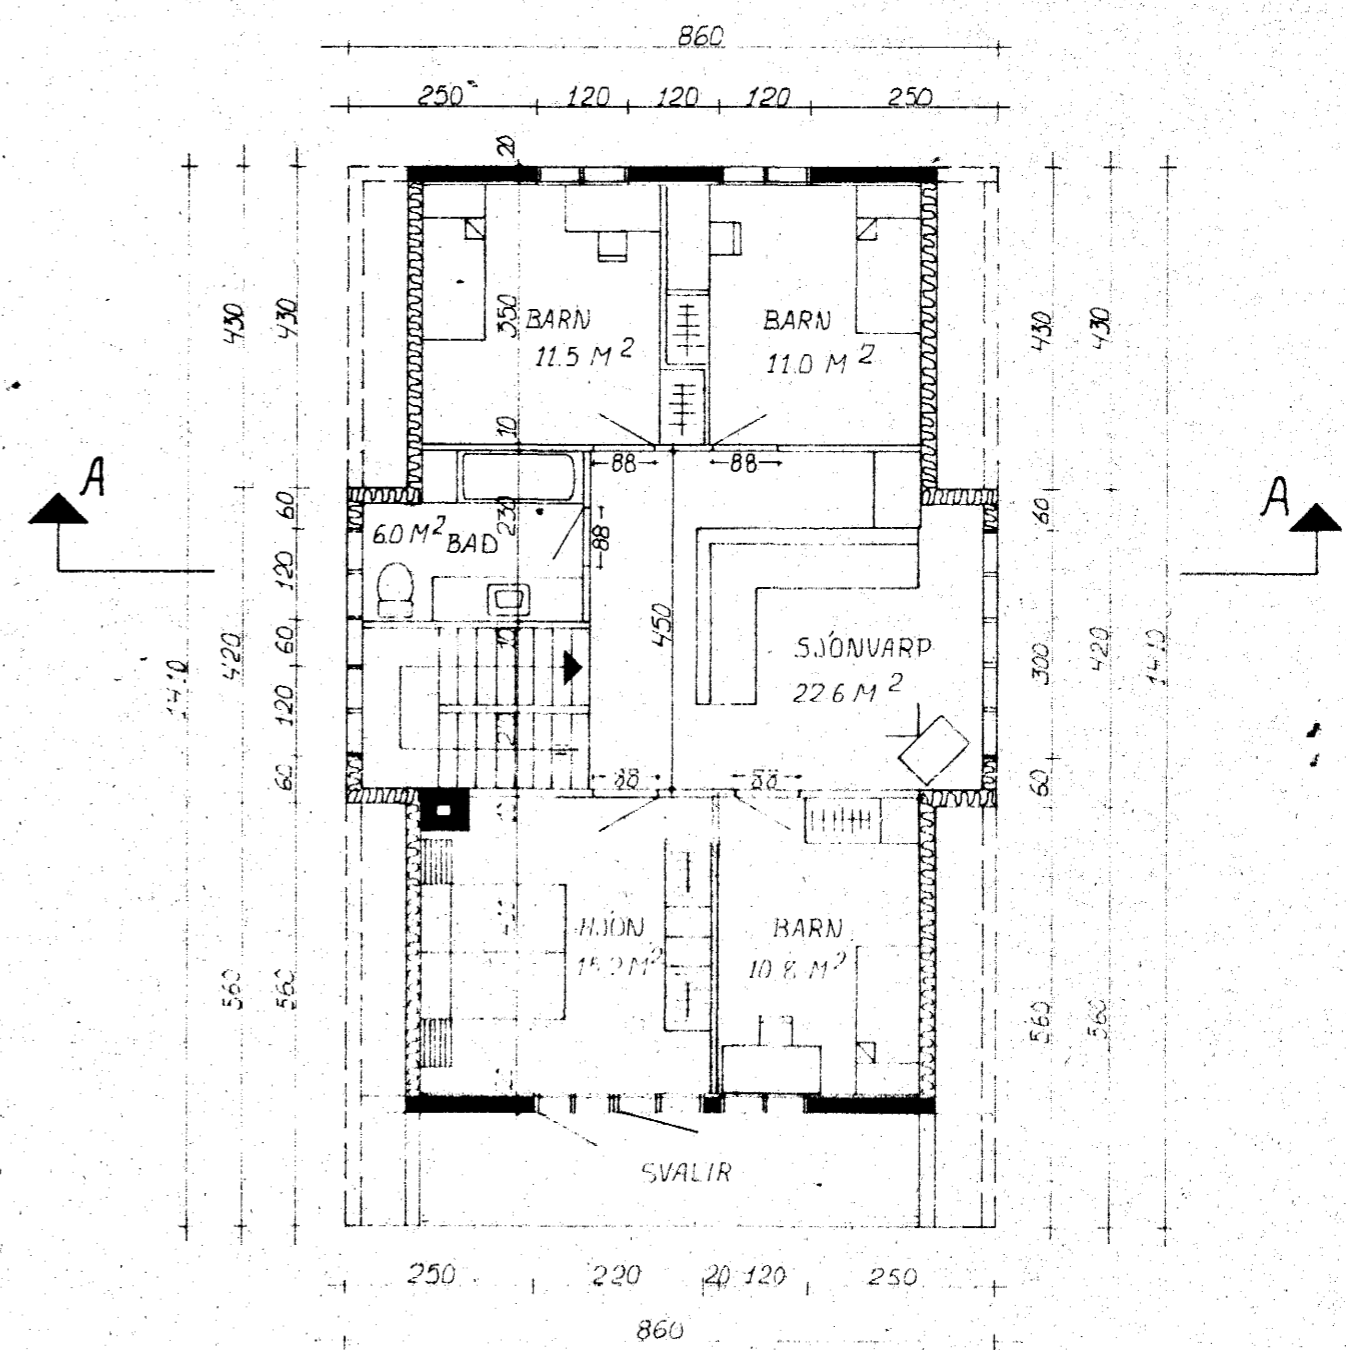 860
250 120 120 120 250
20
430 430 350 BARN BARN 430 430
11.5 M² 11.0 M²
10
88 88
A A
60 60
6.0 M² BAD 230 88
120
60 10 450 SJÓNVARP 300
1410 420 22.6 M² 420 1410
120
60 88 88 60
HJÓN BARN
10.8 M²
560 560 560 560
SVALIR
250 220 20 120 250
860